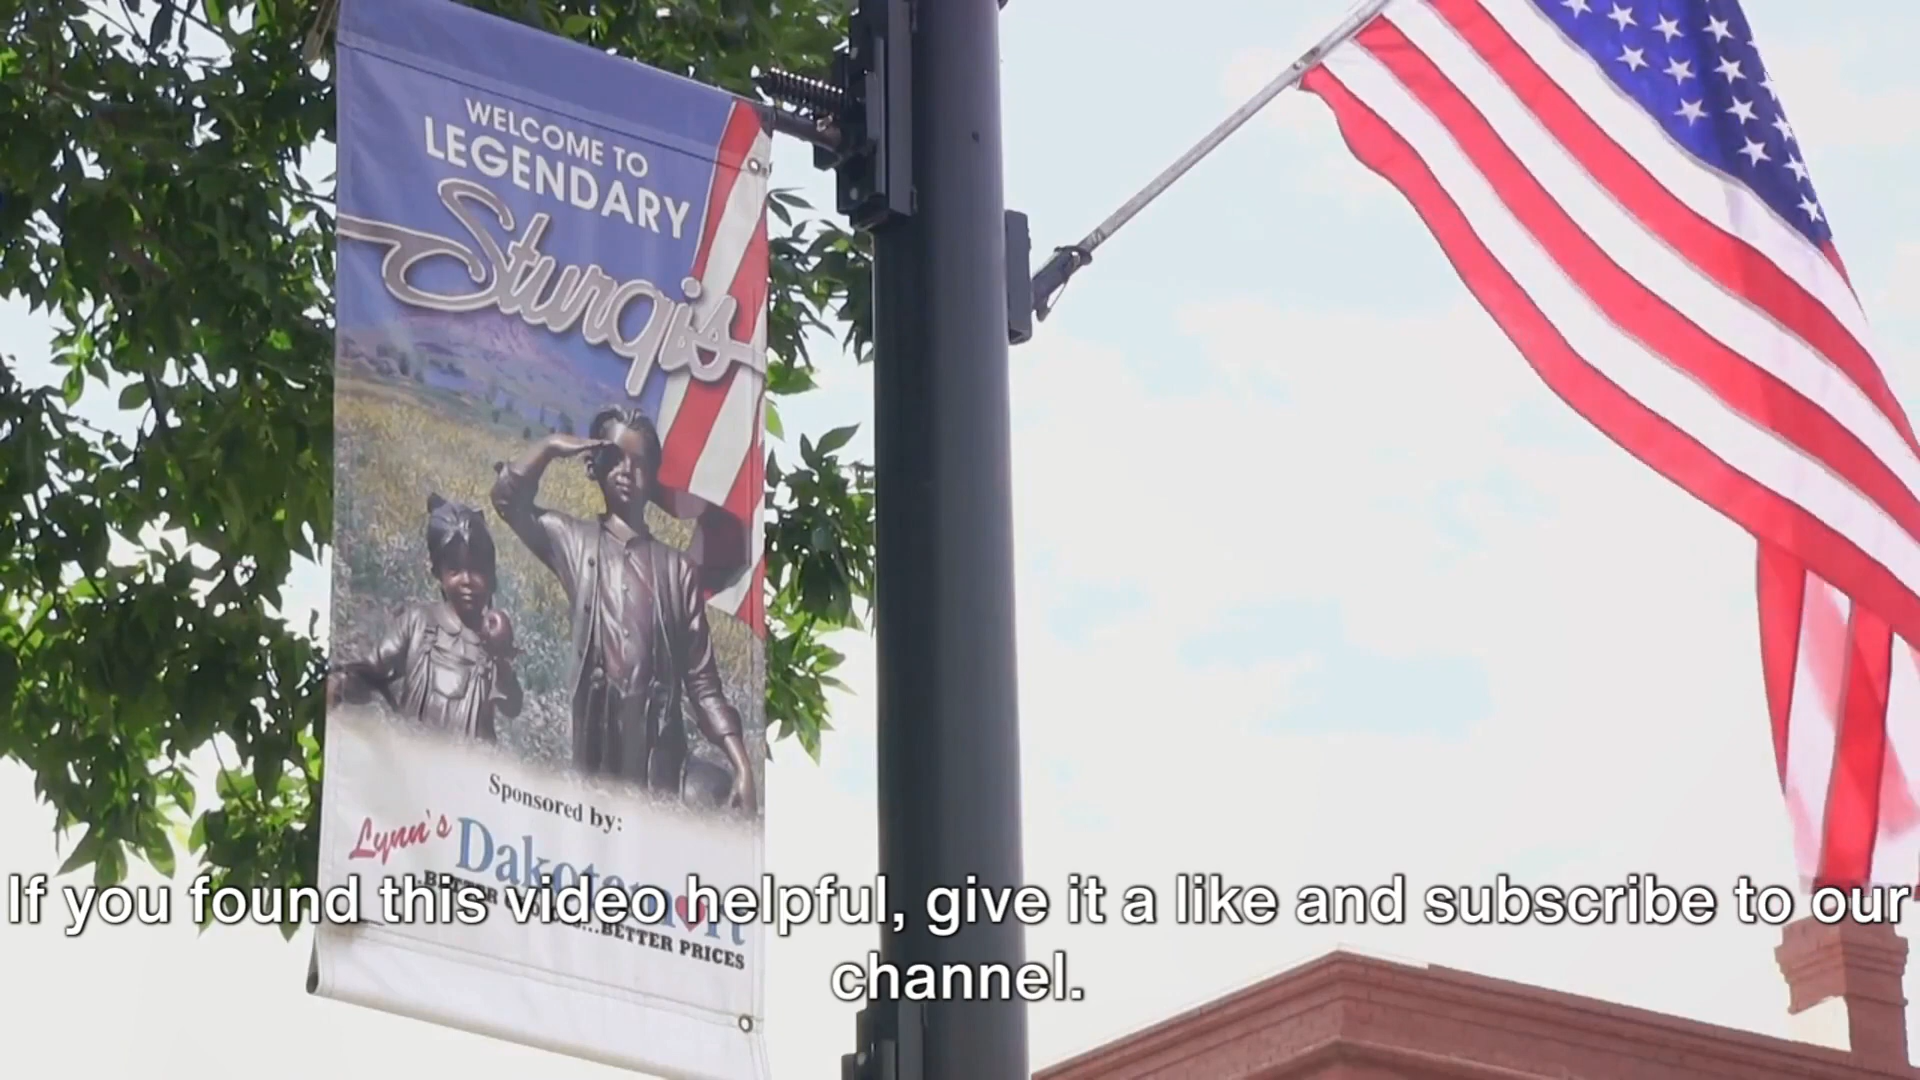 WELCOME TO
LEGENDARY
Sturgis
Sponsored by:
Lynn's Dakotamart
BETTER PRICES
If you found this video helpful, give it a like and subscribe to our
channel.